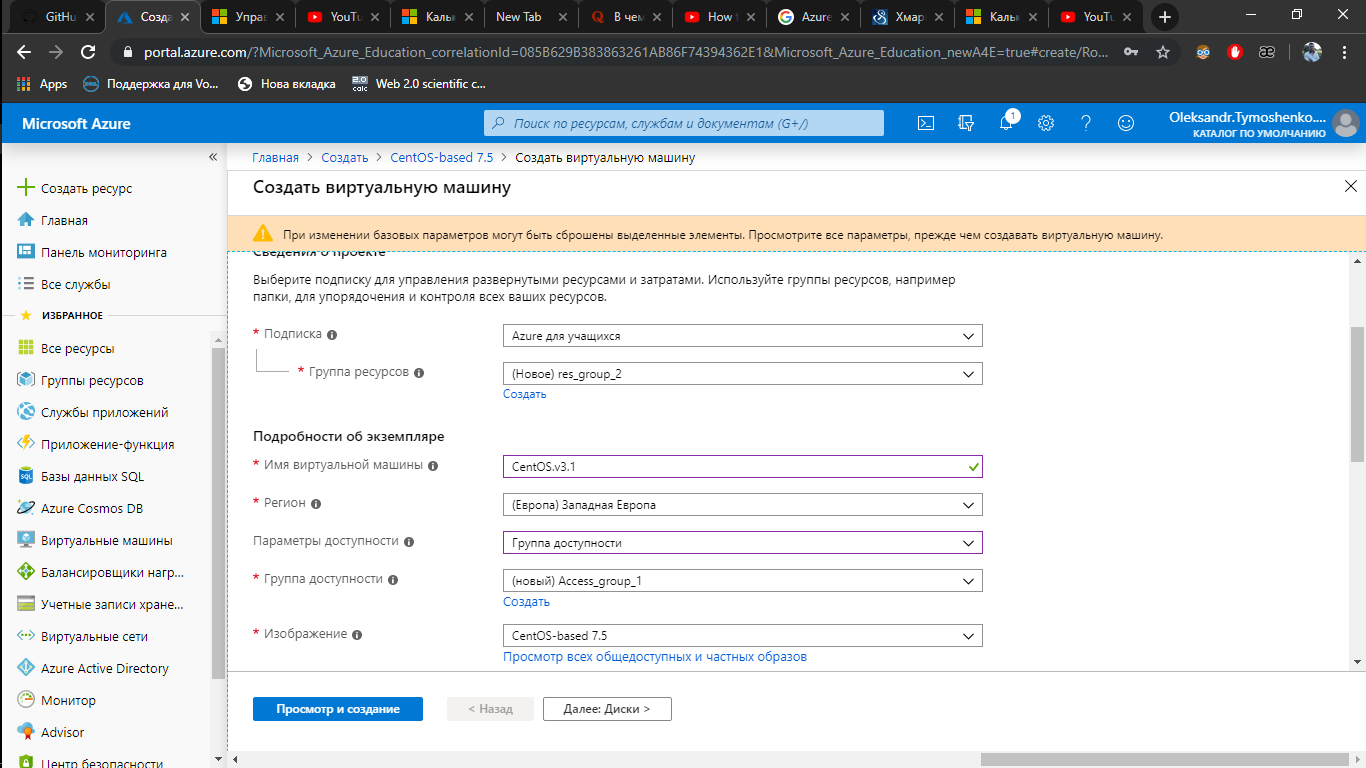 GitHu
Созда
Управ
YouTu
Кальк
New Tab
В чем
How t
Azure
Хмар
Кальк
YouTu
portal.azure.com/?Microsoft_Azure_Education_correlationId=085B629B383863261AB86F74394362E1&Microsoft_Azure_Education_newA4E=true#create/Ro...
Apps
Поддержка для Vo...
Новая вкладка
Web 2.0 scientific c...
Microsoft Azure
Поиск по ресурсам, службам и документам (G+/)
1
Oleksandr.Tymoshenko....
КАТАЛОГ ПО УМОЛЧАНИЮ
Главная > Создать > CentOS-based 7.5 > Создать виртуальную машину
Создать виртуальную машину
При изменении базовых параметров могут быть сброшены выделенные элементы. Просмотрите все параметры, прежде чем создавать виртуальную машину.
Создать ресурс
Главная
Панель мониторинга
Все службы
ИЗБРАННОЕ
Все ресурсы
Группы ресурсов
Службы приложений
Приложение-функция
Базы данных SQL
Azure Cosmos DB
Виртуальные машины
Балансировщики нагр...
Учетные записи хране...
Виртуальные сети
Azure Active Directory
Монитор
Advisor
Центр безопасности
Сведения о проекте
Выберите подписку для управления развернутыми ресурсами и затратами. Используйте группы ресурсов, например
папки, для упорядочения и контроля всех ваших ресурсов.
* Подписка
Azure для учащихся
* Группа ресурсов
(Новое) res_group_2
Создать
Подробности об экземпляре
* Имя виртуальной машины
CentOS.v3.1
* Регион
(Европа) Западная Европа
Параметры доступности
Группа доступности
* Группа доступности
(новый) Access_group_1
Создать
* Изображение
CentOS-based 7.5
Просмотр всех общедоступных и частных образов
Просмотр и создание
< Назад
Далее: Диски >